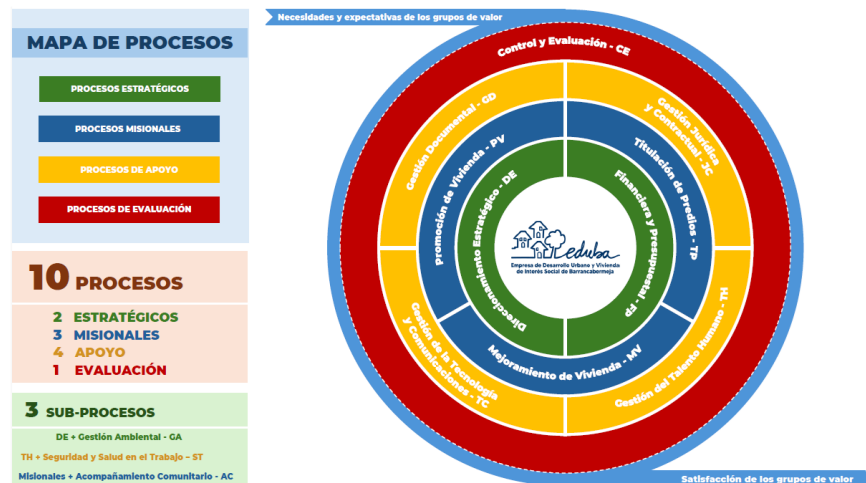 MAPA DE PROCESOS
PROCESOS ESTRATÉGICOS
PROCESOS MISIONALES
PROCESOS DE APOYO
PROCESOS DE EVALUACIÓN
10 PROCESOS
2 ESTRATÉGICOS
3 MISIONALES
4 APOYO
1 EVALUACIÓN
3 SUB-PROCESOS
DE + Gestión Ambiental - GA
TH + Seguridad y Salud en el Trabajo – ST
Misionales + Acompañamiento Comunitario - AC
Necesidades y expectativas de los grupos de valor
Control y Evaluación - CE
Gestión Documental - GD
Gestión Jurídica
y Contractual - JC
Promoción de Vivienda - PV
Titulación de Predios - TP
Direccionamiento Estratégico - DE
Financiera y Presupuestal - FP
eduba
Empresa de Desarrollo Urbano y Vivienda
de Interés Social de Barrancabermeja
Mejoramiento de Vivienda - MV
Gestión de la Tecnología
y Comunicaciones - TC
Gestión del Talento Humano - TH
Satisfacción de los grupos de valor